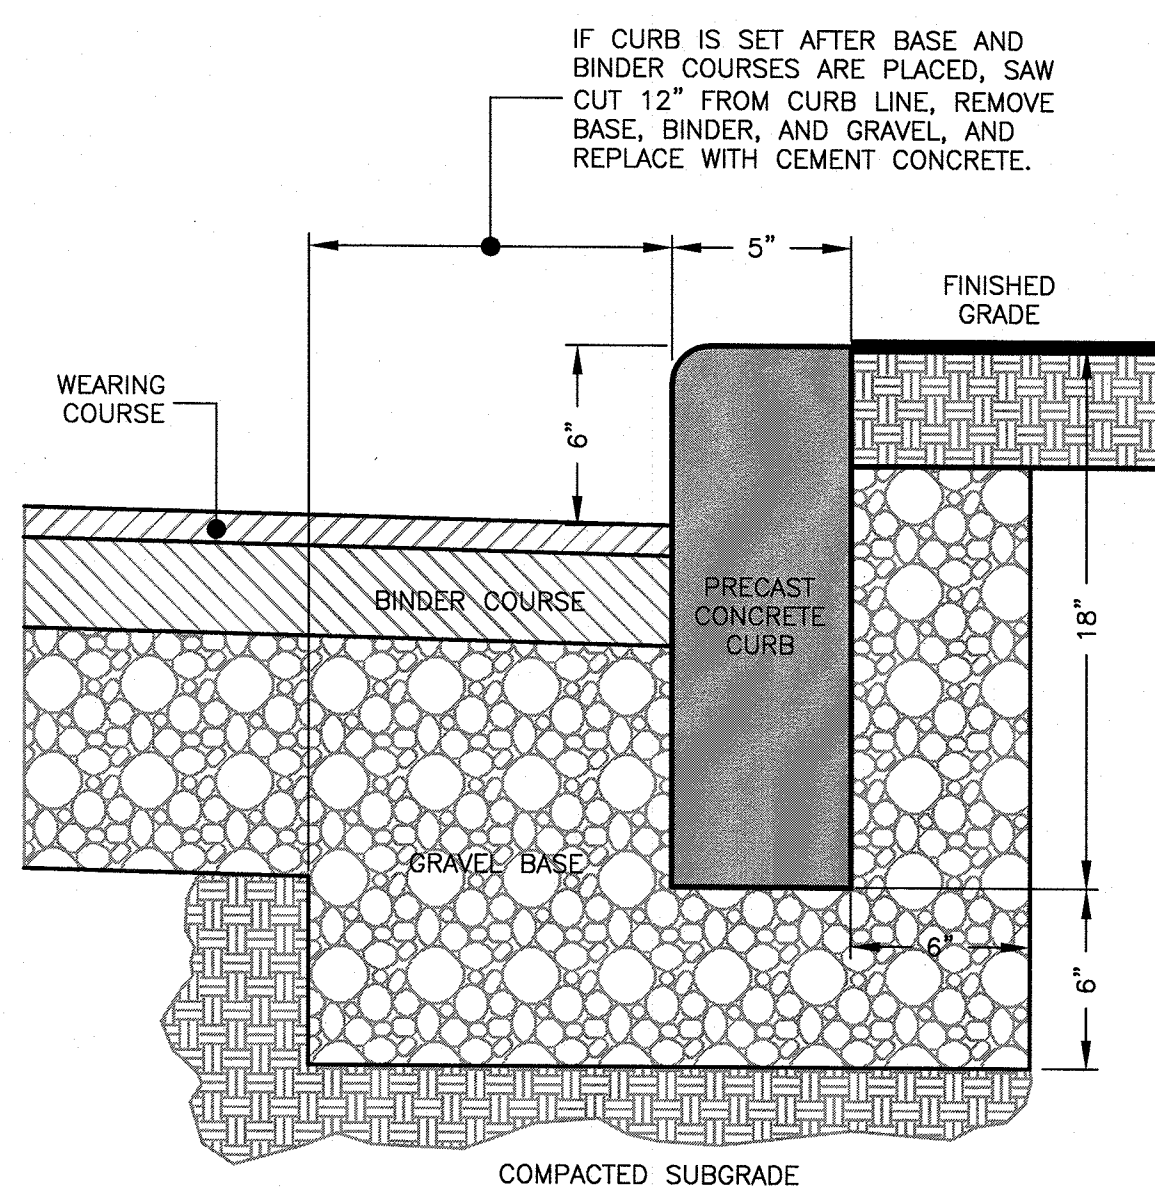 IF CURB IS SET AFTER BASE AND
BINDER COURSES ARE PLACED, SAW
CUT 12" FROM CURB LINE, REMOVE
BASE, BINDER, AND GRAVEL, AND
REPLACE WITH CEMENT CONCRETE.
5"
FINISHED
GRADE
WEARING
COURSE
6"
BINDER COURSE
PRECAST
CONCRETE
CURB
18"
GRAVEL BASE
6"
6"
COMPACTED SUBGRADE